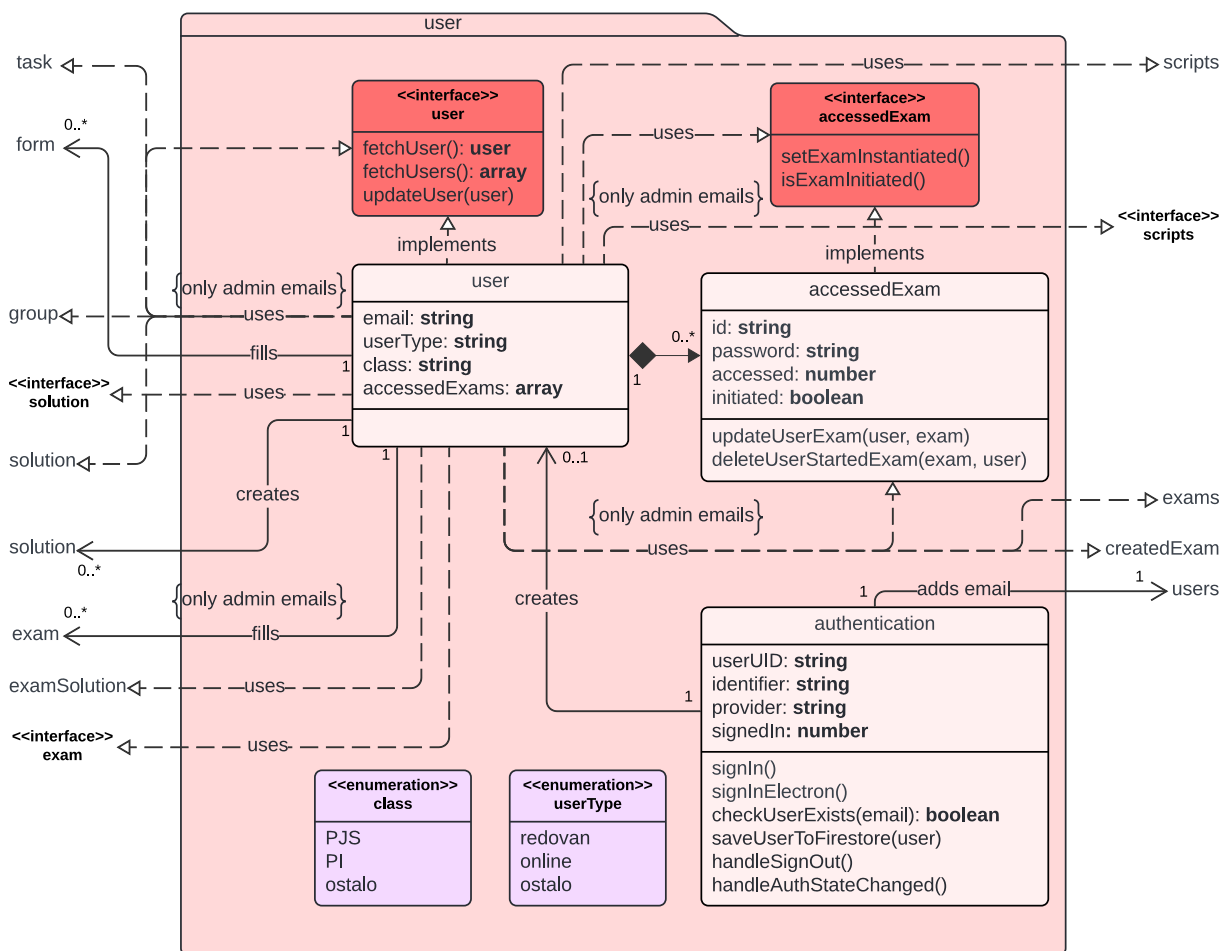 user
task
uses
scripts
<<interface>>
user
fetchUser(): user
fetchUsers(): array
updateUser(user)
<<interface>>
accessedExam
setExamInstantiated()
isExamInitiated()
0..*
form
uses
{only admin emails}
uses
<<interface>>
scripts
implements
implements
{only admin emails}
user
email: string
userType: string
class: string
accessedExams: array
accessedExam
id: string
password: string
accessed: number
initiated: boolean
updateUserExam(user, exam)
deleteUserStartedExam(exam, user)
group
uses
fills
1
0..*
1
<<interface>>
solution
uses
1
solution
1
0..1
creates
{only admin emails}
exams
solution
0..*
uses
createdExam
{only admin emails}
0..*
creates
1
adds email
1
users
exam
fills
authentication
userUID: string
identifier: string
provider: string
signedIn: number
signIn()
signInElectron()
checkUserExists(email): boolean
saveUserToFirestore(user)
handleSignOut()
handleAuthStateChanged()
examSolution
uses
1
<<interface>>
exam
uses
<<enumeration>>
class
PJS
PI
ostalo
<<enumeration>>
userType
redovan
online
ostalo